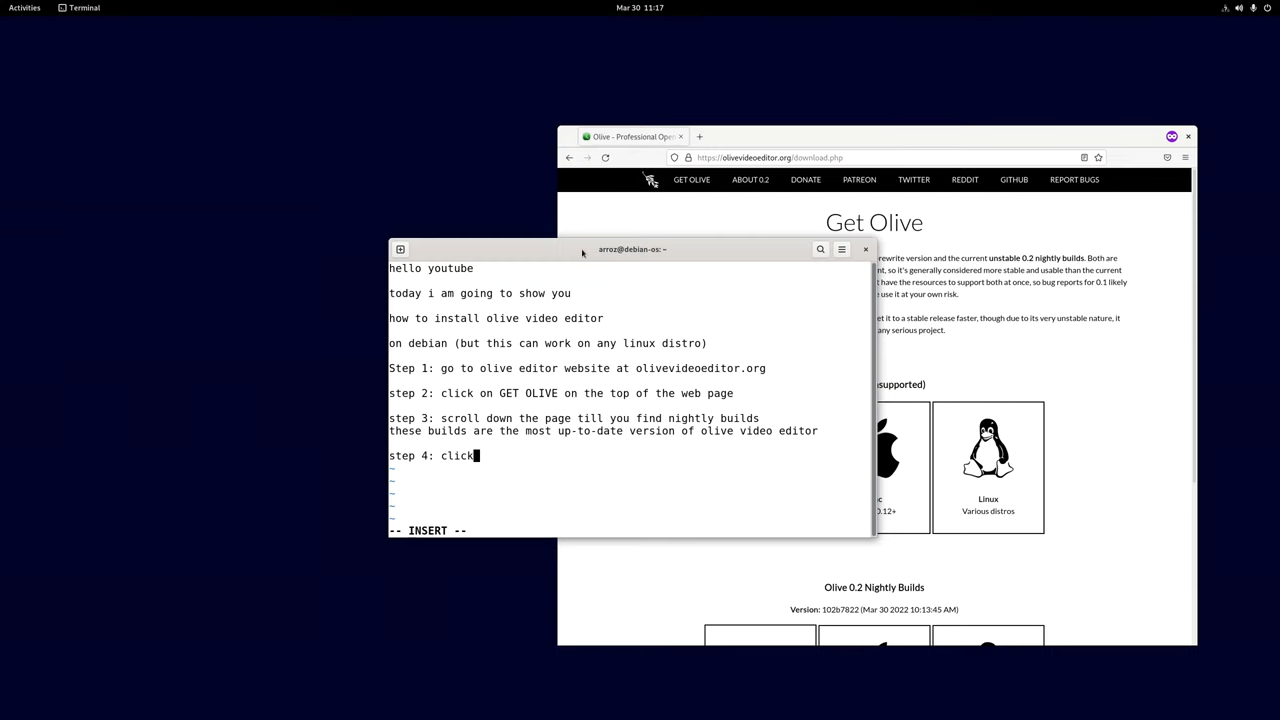 Activities
Terminal
Mar 30 11:17
Olive - Professional Open
https://olivevideoeditor.org/download.php
GET OLIVE
ABOUT 0.2
DONATE
PATREON
TWITTER
REDDIT
GITHUB
REPORT BUGS
Get Olive
rewrite version and the current unstable 0.2 nightly builds. Both are
nt, so it's generally considered more stable and usable than the current
t have the resources to support both at once, so bug reports for 0.1 likely
use it at your own risk.
et it to a stable release faster, though due to its very unstable nature, it
any serious project.
nsupported)
c
0.12+
Linux
Various distros
Olive 0.2 Nightly Builds
Version: 102b7822 (Mar 30 2022 10:13:45 AM)
arroz@debian-os: ~
hello youtube
today i am going to show you
how to install olive video editor
on debian (but this can work on any linux distro)
Step 1: go to olive editor website at olivevideoeditor.org
step 2: click on GET OLIVE on the top of the web page
step 3: scroll down the page till you find nightly builds
these builds are the most up-to-date version of olive video editor
step 4: click
~
~
~
~
~
-- INSERT --